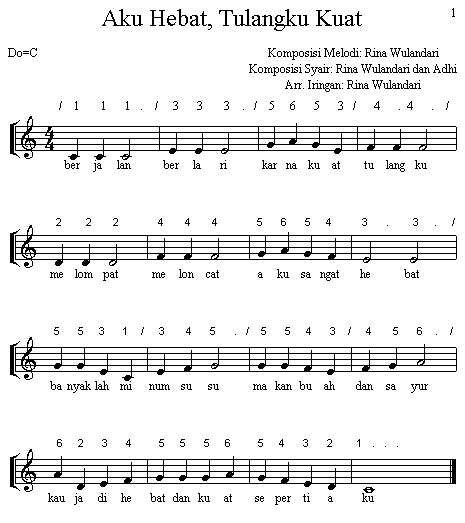 Aku Hebat, Tulangku Kuat
1
Do=C
Komposisi Melodi: Rina Wulandari
Komposisi Syair: Rina Wulandari dan Adhi
Arr. Iringan: Rina Wulandari
/ 1 1 1 . / 3 3 3 . / 5 6 5 3 / 4 4 4 . /
4
4
ber ja lan ber la ri kar na ku at tu lang ku
2 2 2 4 4 4 5 6 5 4 3 . 3 . /
me lom pat me lon cat a ku sa ngat he bat
5 5 3 1 / 3 4 5 . / 5 5 4 3 / 4 5 6 . /
ba nyak lah mi num su su ma kan bu ah dan sa yur
6 2 3 4 5 5 5 6 5 4 3 2 1 . . .
kau ja di he bat dan ku at se per ti a ku